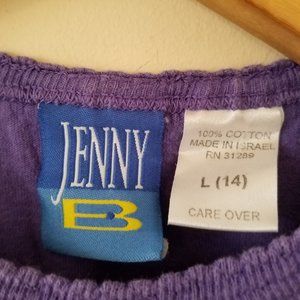 JENNY
B
100% COTTON
MADE IN ISRAEL
RN 31289
L (14)
CARE OVER